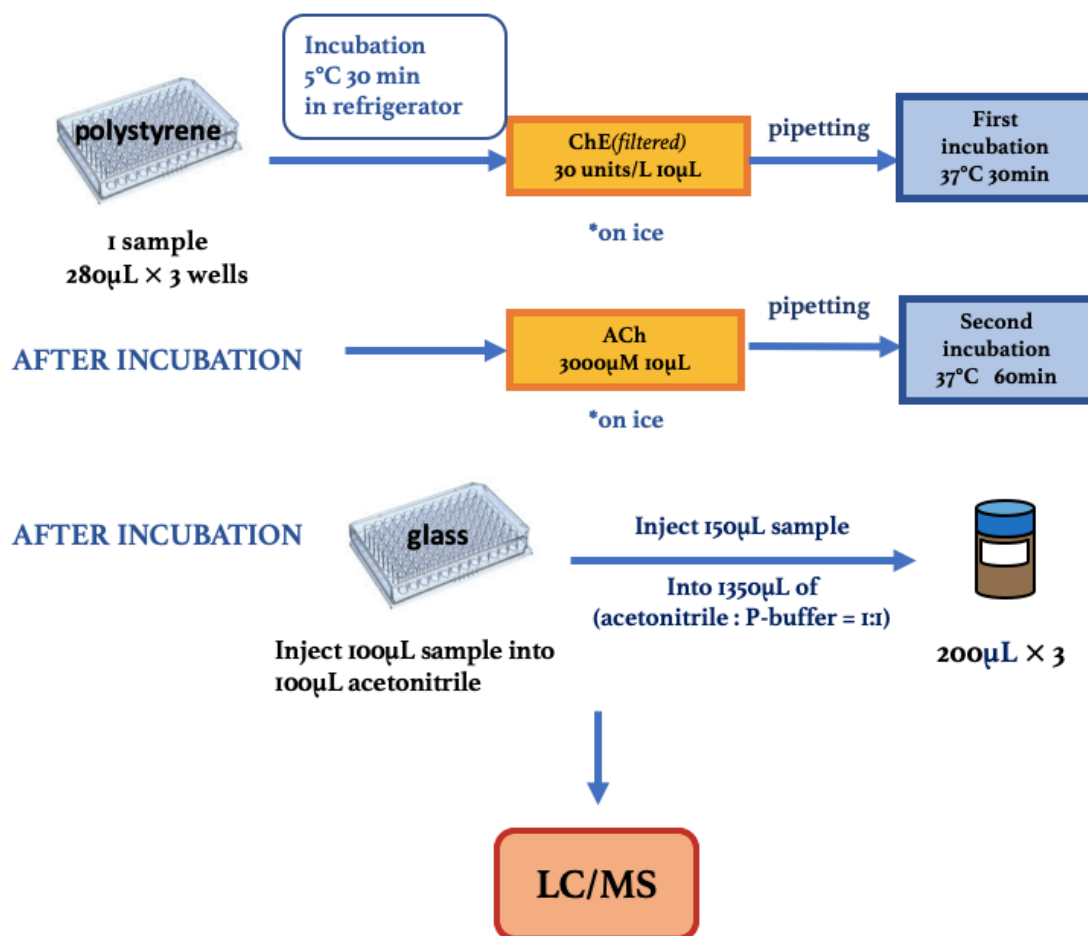 Incubation
5°C 30 min
in refrigerator
polystyrene
ChE(filtered)
30 units/L 10µL
pipetting
First
incubation
37°C 30min
*on ice
1 sample
280µL × 3 wells
AFTER INCUBATION
ACh
3000µM 10µL
pipetting
Second
incubation
37°C 60min
*on ice
AFTER INCUBATION
glass
Inject 150µL sample
Into 1350µL of
(acetonitrile : P-buffer = 1:1)
Inject 100µL sample into
100µL acetonitrile
200µL × 3
LC/MS